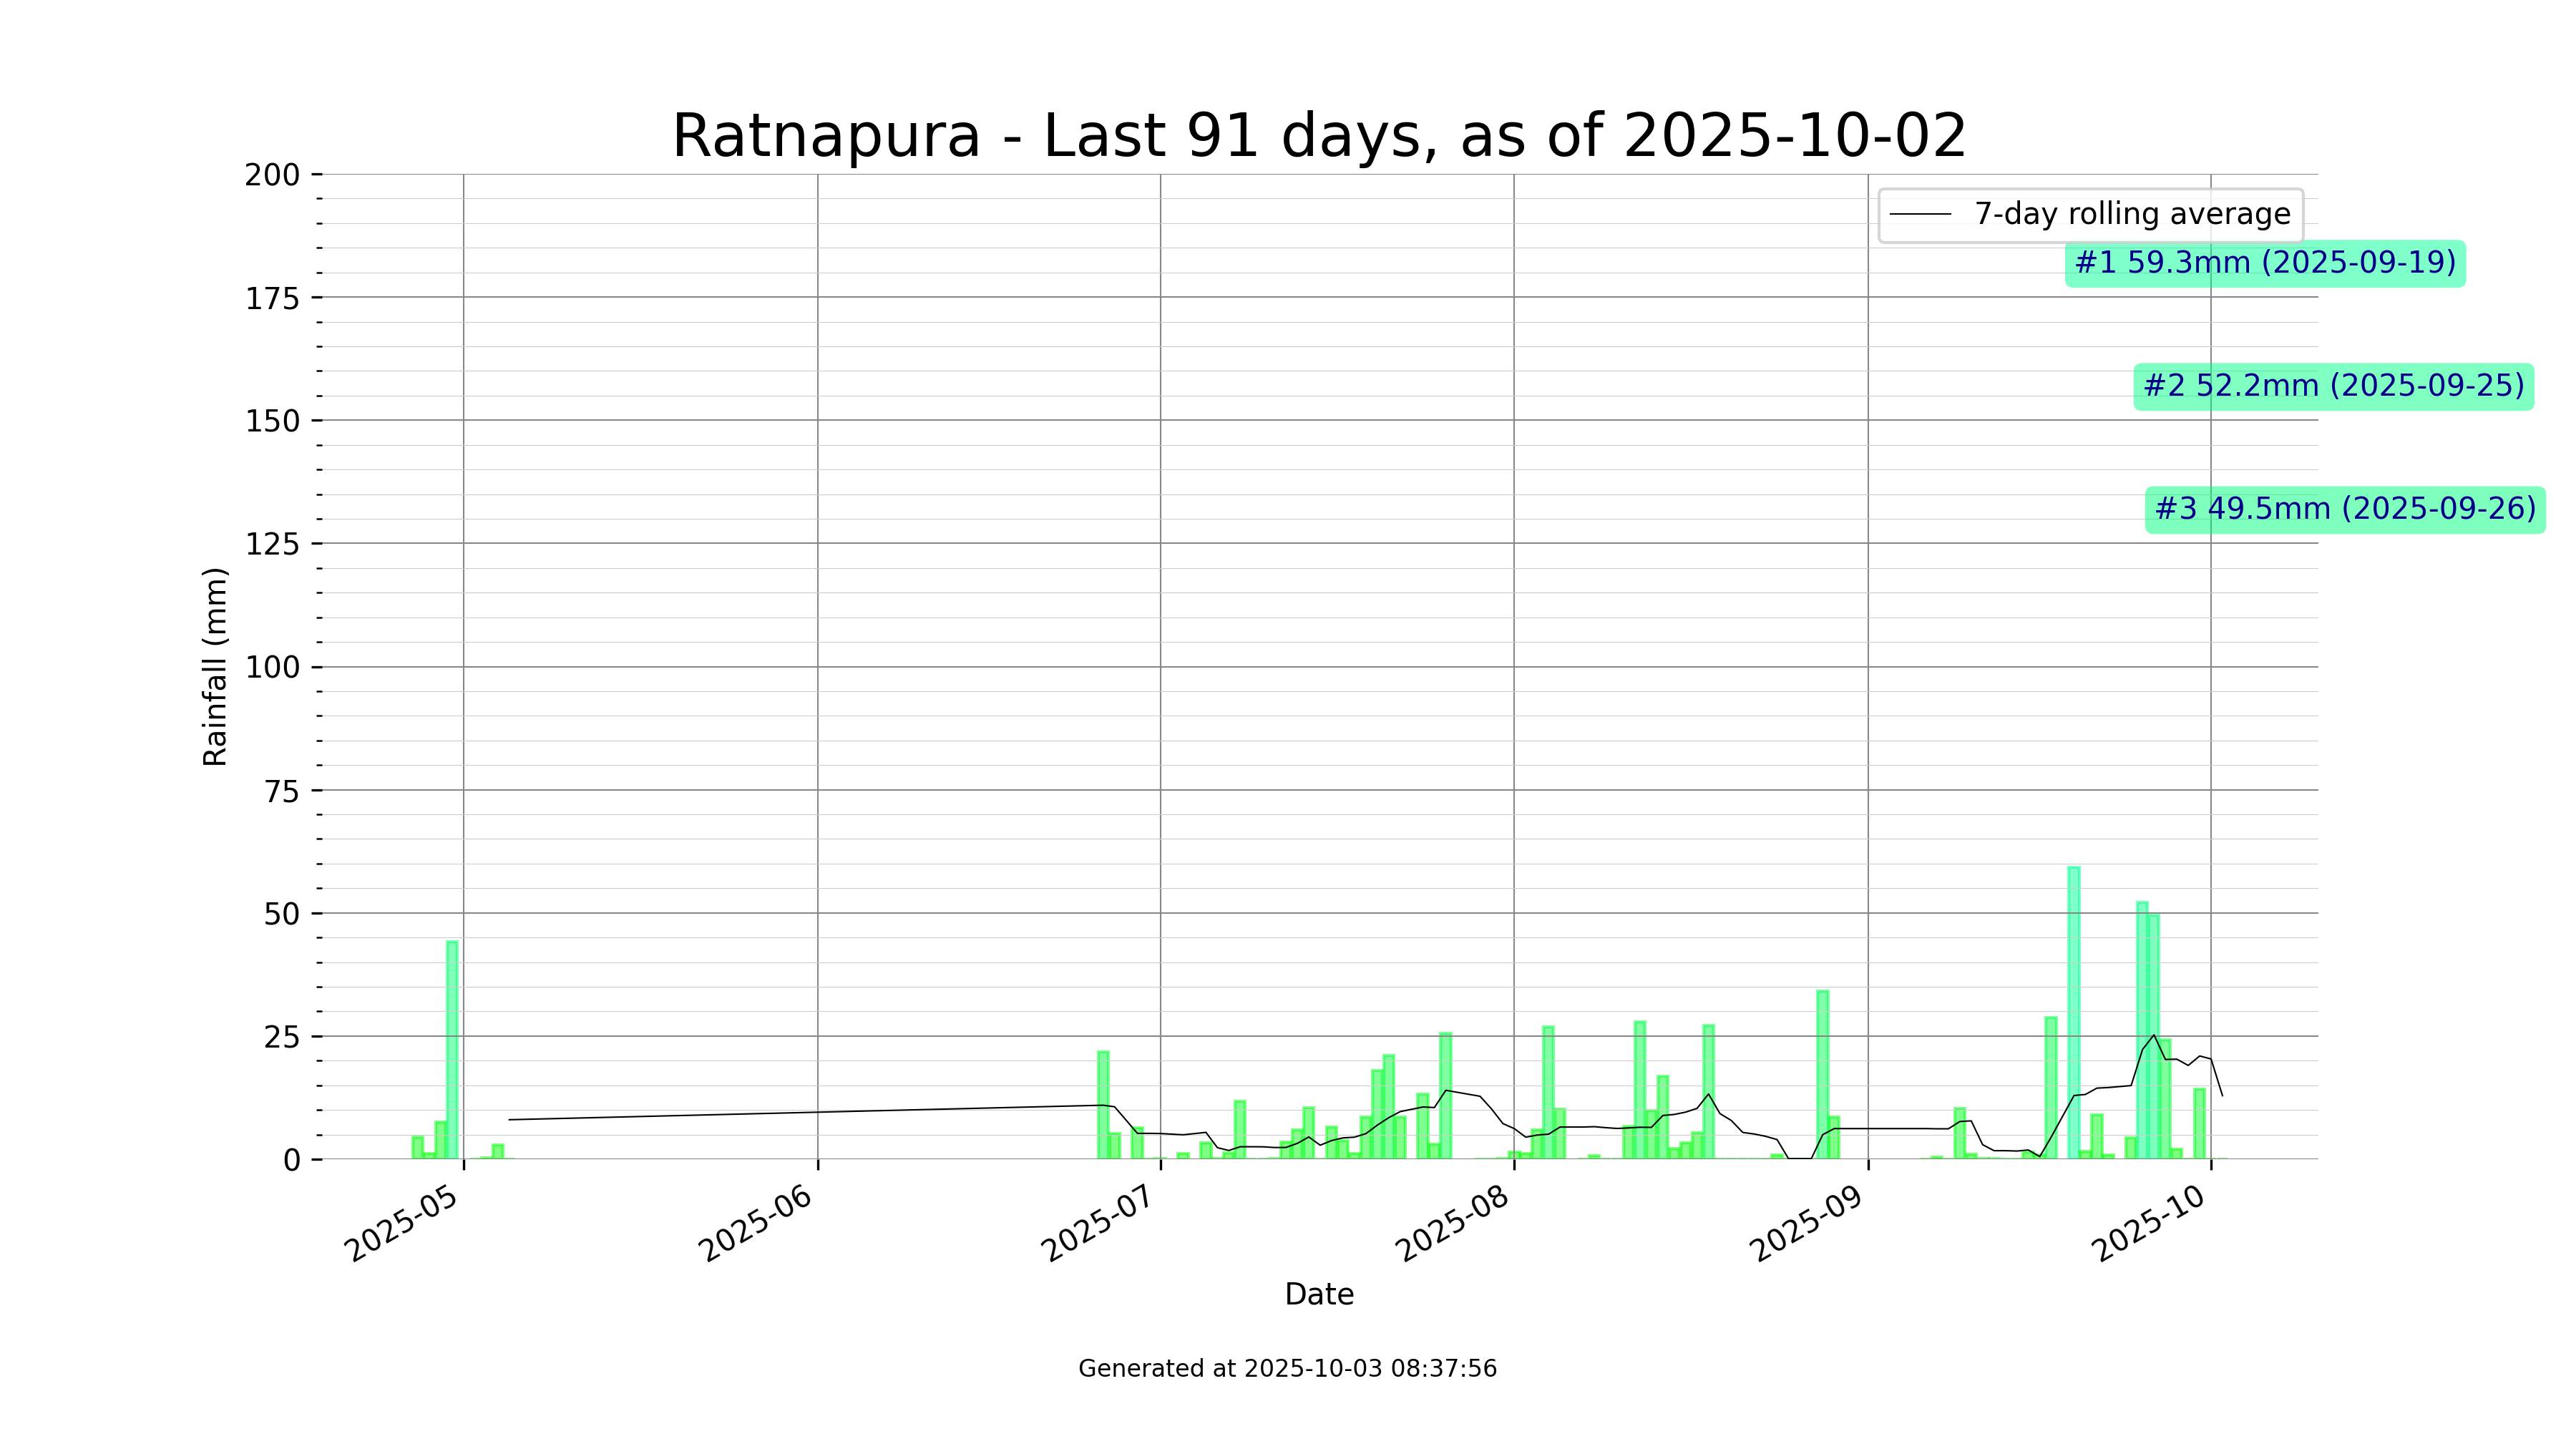 Ratnapura - Last 91 days, as of 2025-10-02
200
175
150
125
100
75
50
25
0
Rainfall (mm)
7-day rolling average
#1 59.3mm (2025-09-19)
#2 52.2mm (2025-09-25)
#3 49.5mm (2025-09-26)
2025-05
2025-06
2025-07
2025-08
2025-09
2025-10
Date
Generated at 2025-10-03 08:37:56